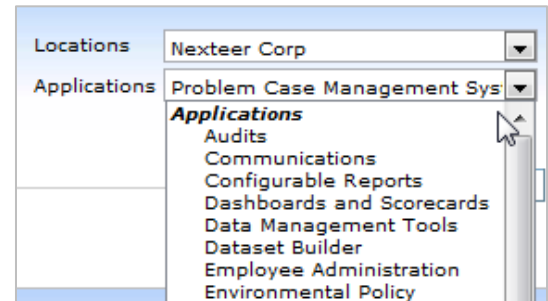 Locations Nexteer Corp
Applications Problem Case Management Sys
Applications
Audits
Communications
Configurable Reports
Dashboards and Scorecards
Data Management Tools
Dataset Builder
Employee Administration
Environmental Policy